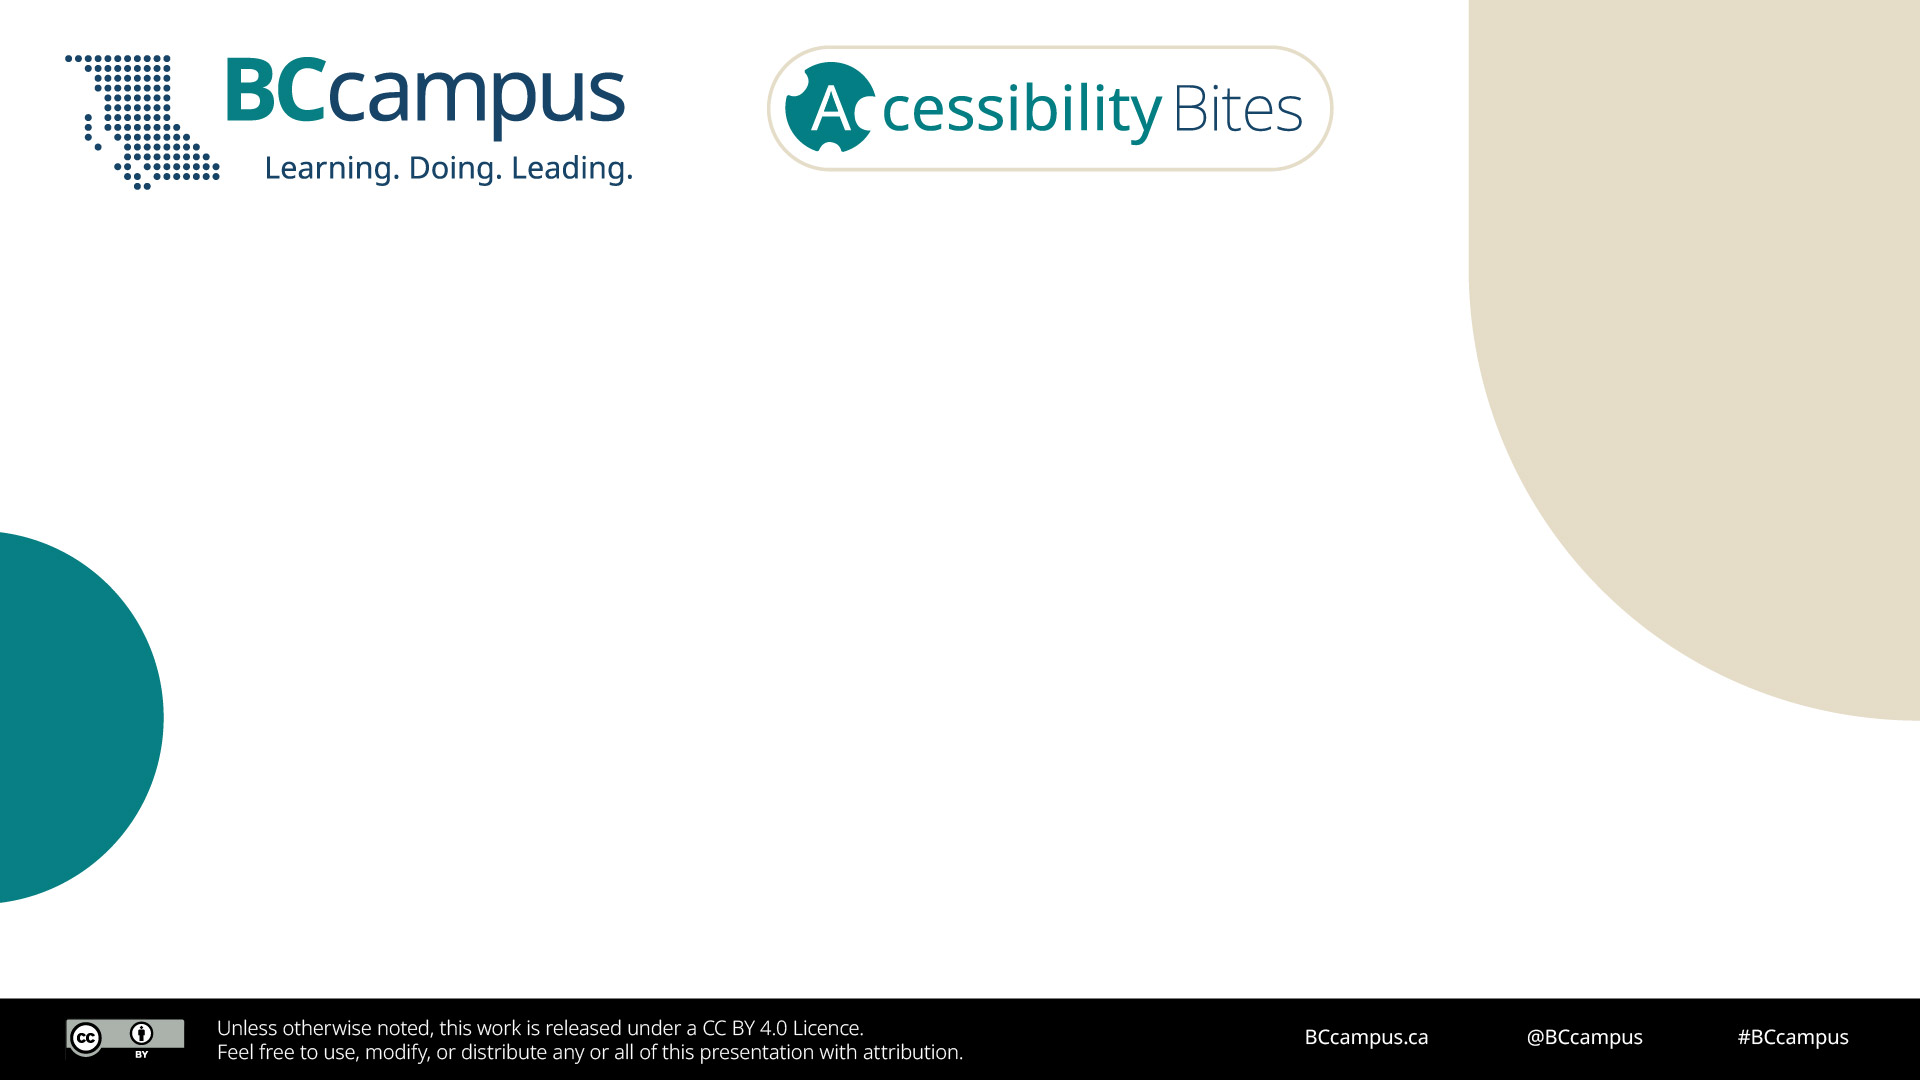 BCcampus
Learning. Doing. Leading.
Accessibility Bites
Unless otherwise noted, this work is released under a CC BY 4.0 Licence.
Feel free to use, modify, or distribute any or all of this presentation with attribution.
cc
BY
BCcampus.ca
@BCcampus
#BCcampus